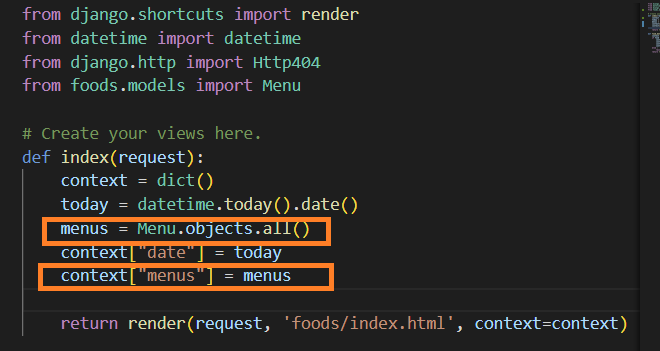 from django.shortcuts import render
from datetime import datetime
from django.http import Http404
from foods.models import Menu
# Create your views here.
def index(request):
    context = dict()
    today = datetime.today().date()
    menus = Menu.objects.all()
    context["date"] = today
    context["menus"] = menus
    return render(request, 'foods/index.html', context=context)